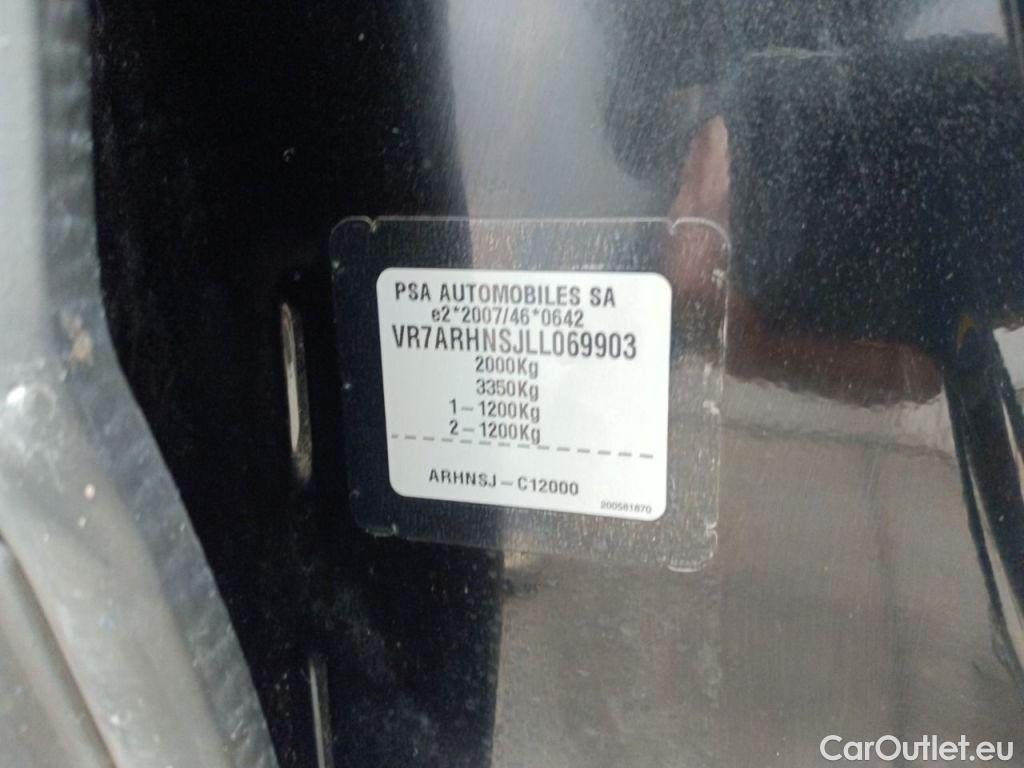 PSA AUTOMOBILES SA
e2*2007/46*0642
VR7ARHNSJLL069903
2000Kg
3350Kg
1-1200Kg
2-1200Kg
ARHNSJ-C12000
200581870
CarOutlet.eu